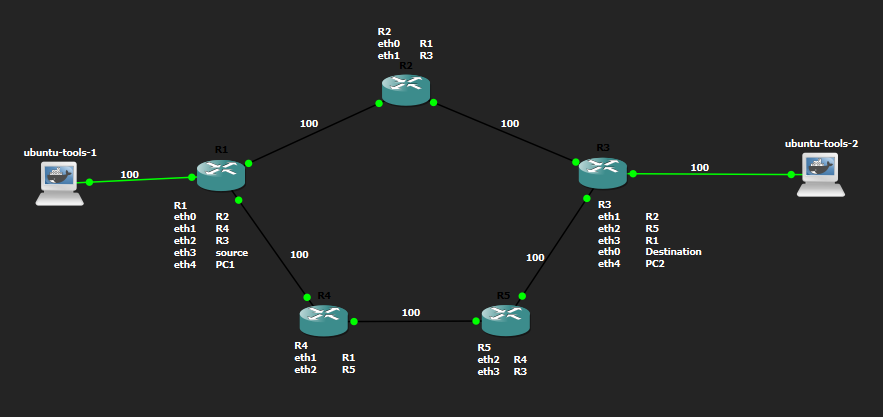 R2
eth0 R1
eth1 R3
R2
100
100
ubuntu-tools-1
100
R1
R3
100
ubuntu-tools-2
R1
eth0 R2
eth1 R4
eth2 R3
eth3 source
eth4 PC1
R3
eth1 R2
eth2 R5
eth3 R1
eth0 Destination
eth4 PC2
100
100
R4
100
R5
R4
eth1 R1
eth2 R5
R5
eth2 R4
eth3 R3